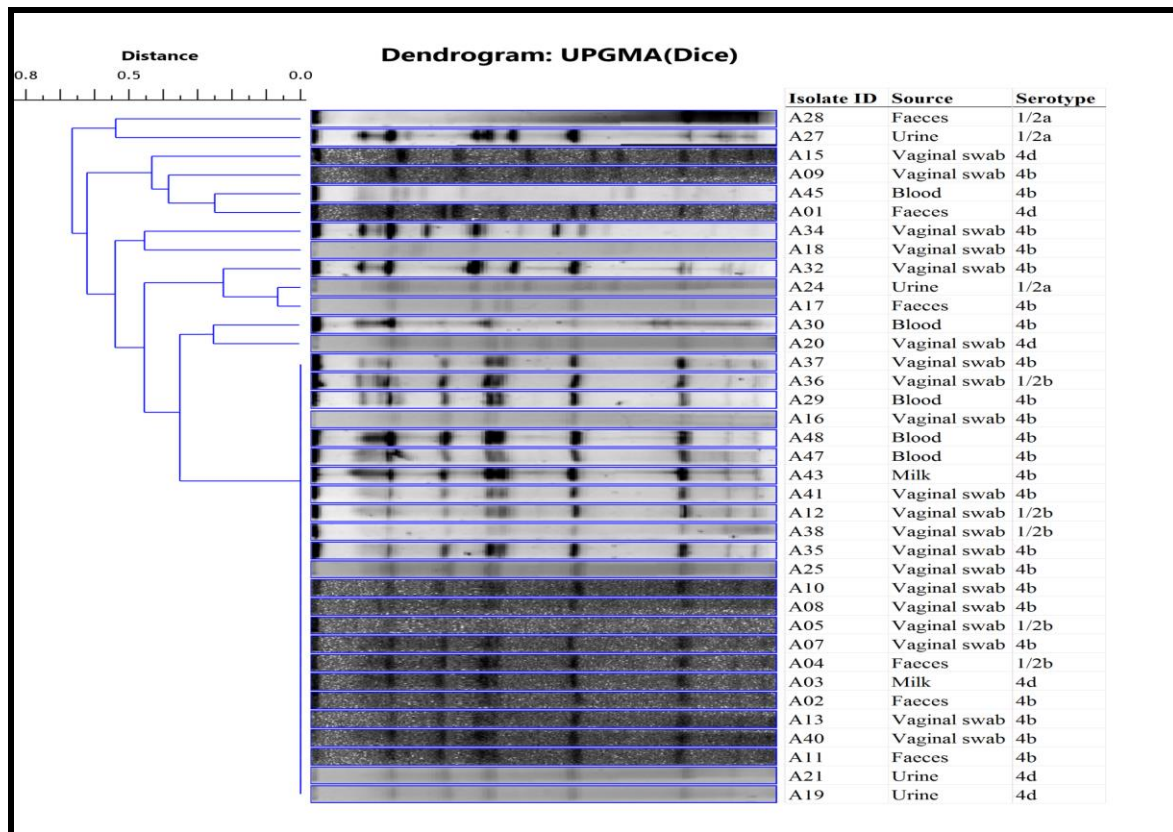 Distance
Dendrogram: UPGMA(Dice)
0.8 0.5 0.0
Isolate ID Source Serotype
A28 Faeces 1/2a
A27 Urine 1/2a
A15 Vaginal swab 4d
A09 Vaginal swab 4b
A45 Blood 4b
A01 Faeces 4d
A34 Vaginal swab 4b
A18 Vaginal swab 4b
A32 Vaginal swab 4b
A24 Urine 1/2a
A17 Faeces 4b
A30 Blood 4b
A20 Vaginal swab 4d
A37 Vaginal swab 4b
A36 Vaginal swab 1/2b
A29 Blood 4b
A16 Vaginal swab 4b
A48 Blood 4b
A47 Blood 4b
A43 Milk 4b
A41 Vaginal swab 4b
A12 Vaginal swab 1/2b
A38 Vaginal swab 1/2b
A35 Vaginal swab 4b
A25 Vaginal swab 4b
A10 Vaginal swab 4b
A08 Vaginal swab 4b
A05 Vaginal swab 1/2b
A07 Vaginal swab 4b
A04 Faeces 1/2b
A03 Milk 4d
A02 Faeces 4b
A13 Vaginal swab 4b
A40 Vaginal swab 4b
A11 Faeces 4b
A21 Urine 4d
A19 Urine 4d